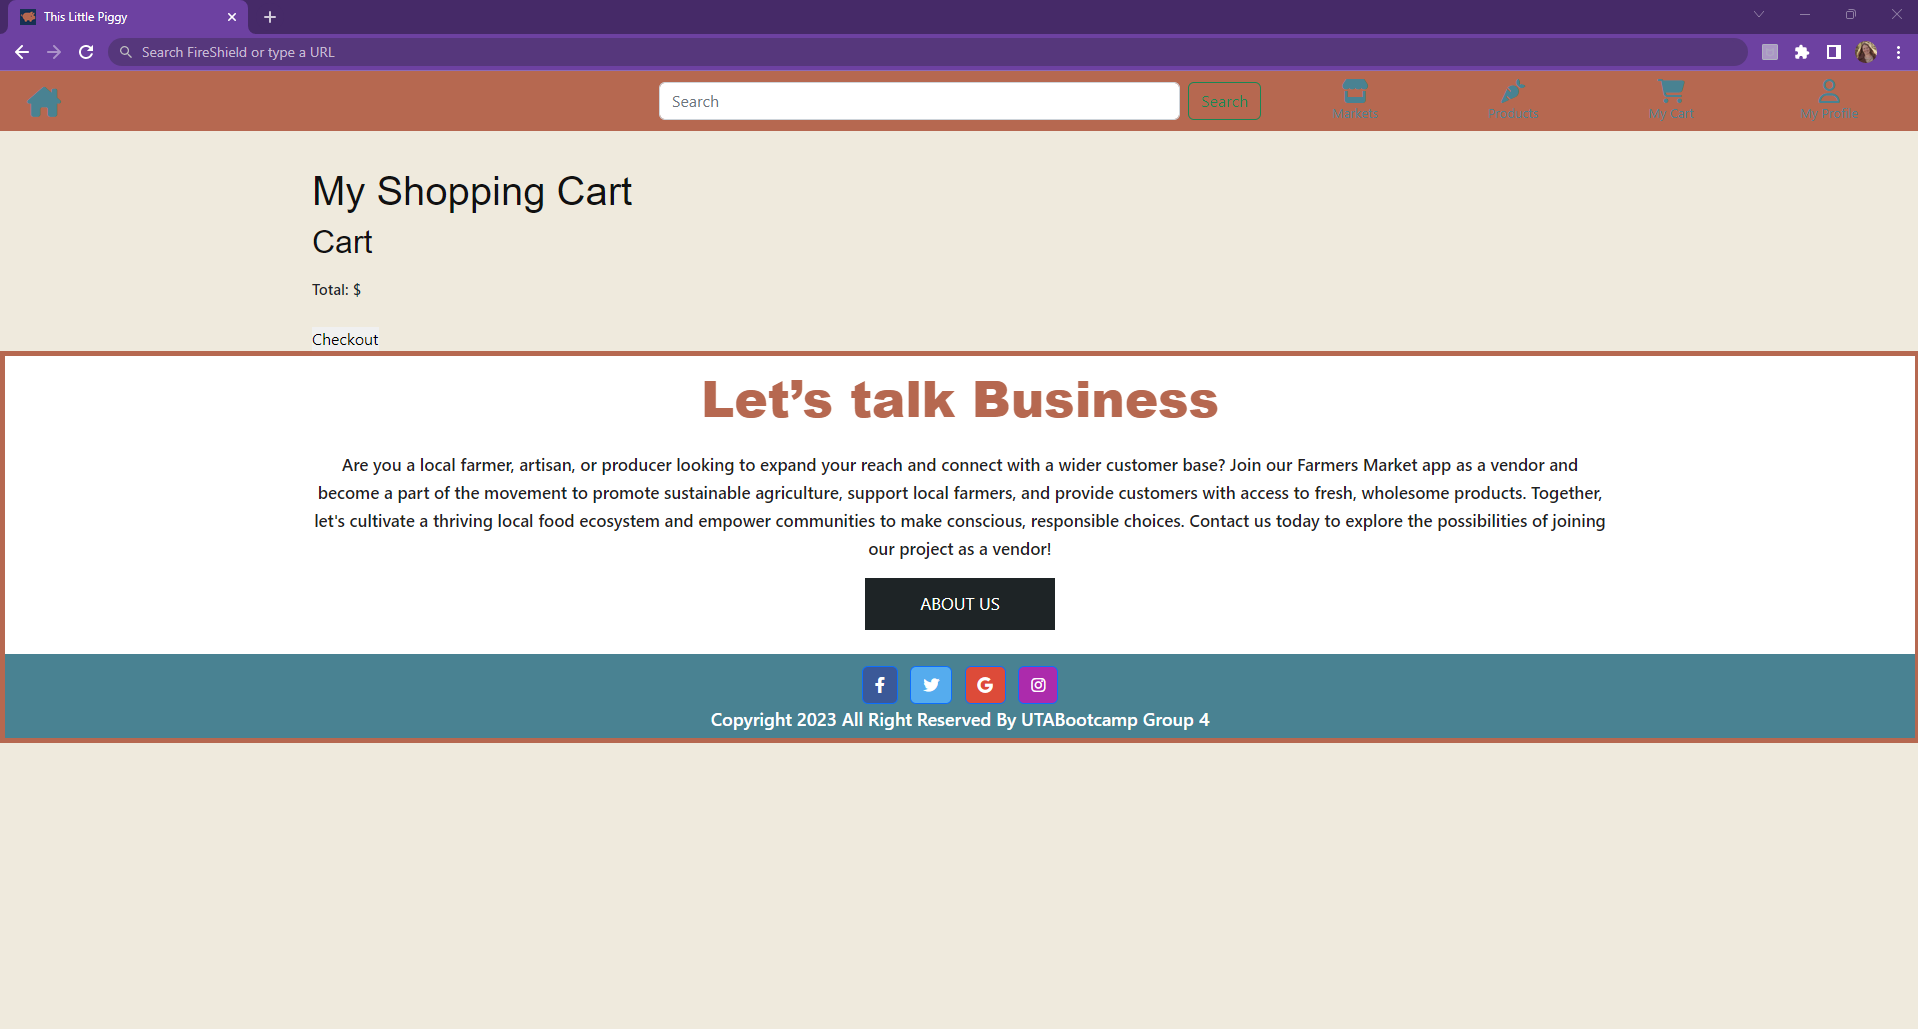 This Little Piggy
Search FireShield or type a URL
Search
Search
Markets
Products
My Cart
My Profile
My Shopping Cart
Cart
Total: $
Checkout
Let’s talk Business
Are you a local farmer, artisan, or producer looking to expand your reach and connect with a wider customer base? Join our Farmers Market app as a vendor and
become a part of the movement to promote sustainable agriculture, support local farmers, and provide customers with access to fresh, wholesome products. Together,
let's cultivate a thriving local food ecosystem and empower communities to make conscious, responsible choices. Contact us today to explore the possibilities of joining
our project as a vendor!
ABOUT US
Copyright 2023 All Right Reserved By UTABootcamp Group 4